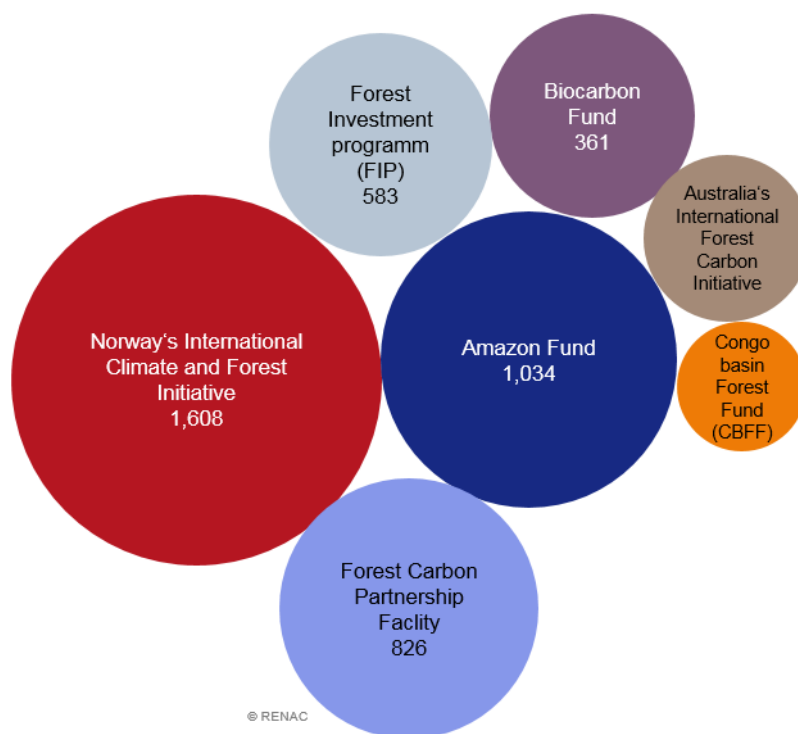 Forest
Investment
programm
(FIP)
583
Biocarbon
Fund
361
Australia‘s
International
Forest
Carbon
Initiative
Norway‘s International
Climate and Forest
Initiative
1,608
Amazon Fund
1,034
Congo
basin
Forest
Fund
(CBFF)
Forest Carbon
Partnership
Faclity
826
© RENAC